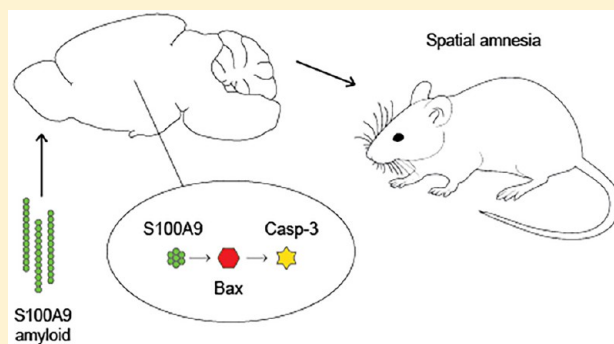 Spatial amnesia
S100A9
Casp-3
Bax
S100A9
amyloid